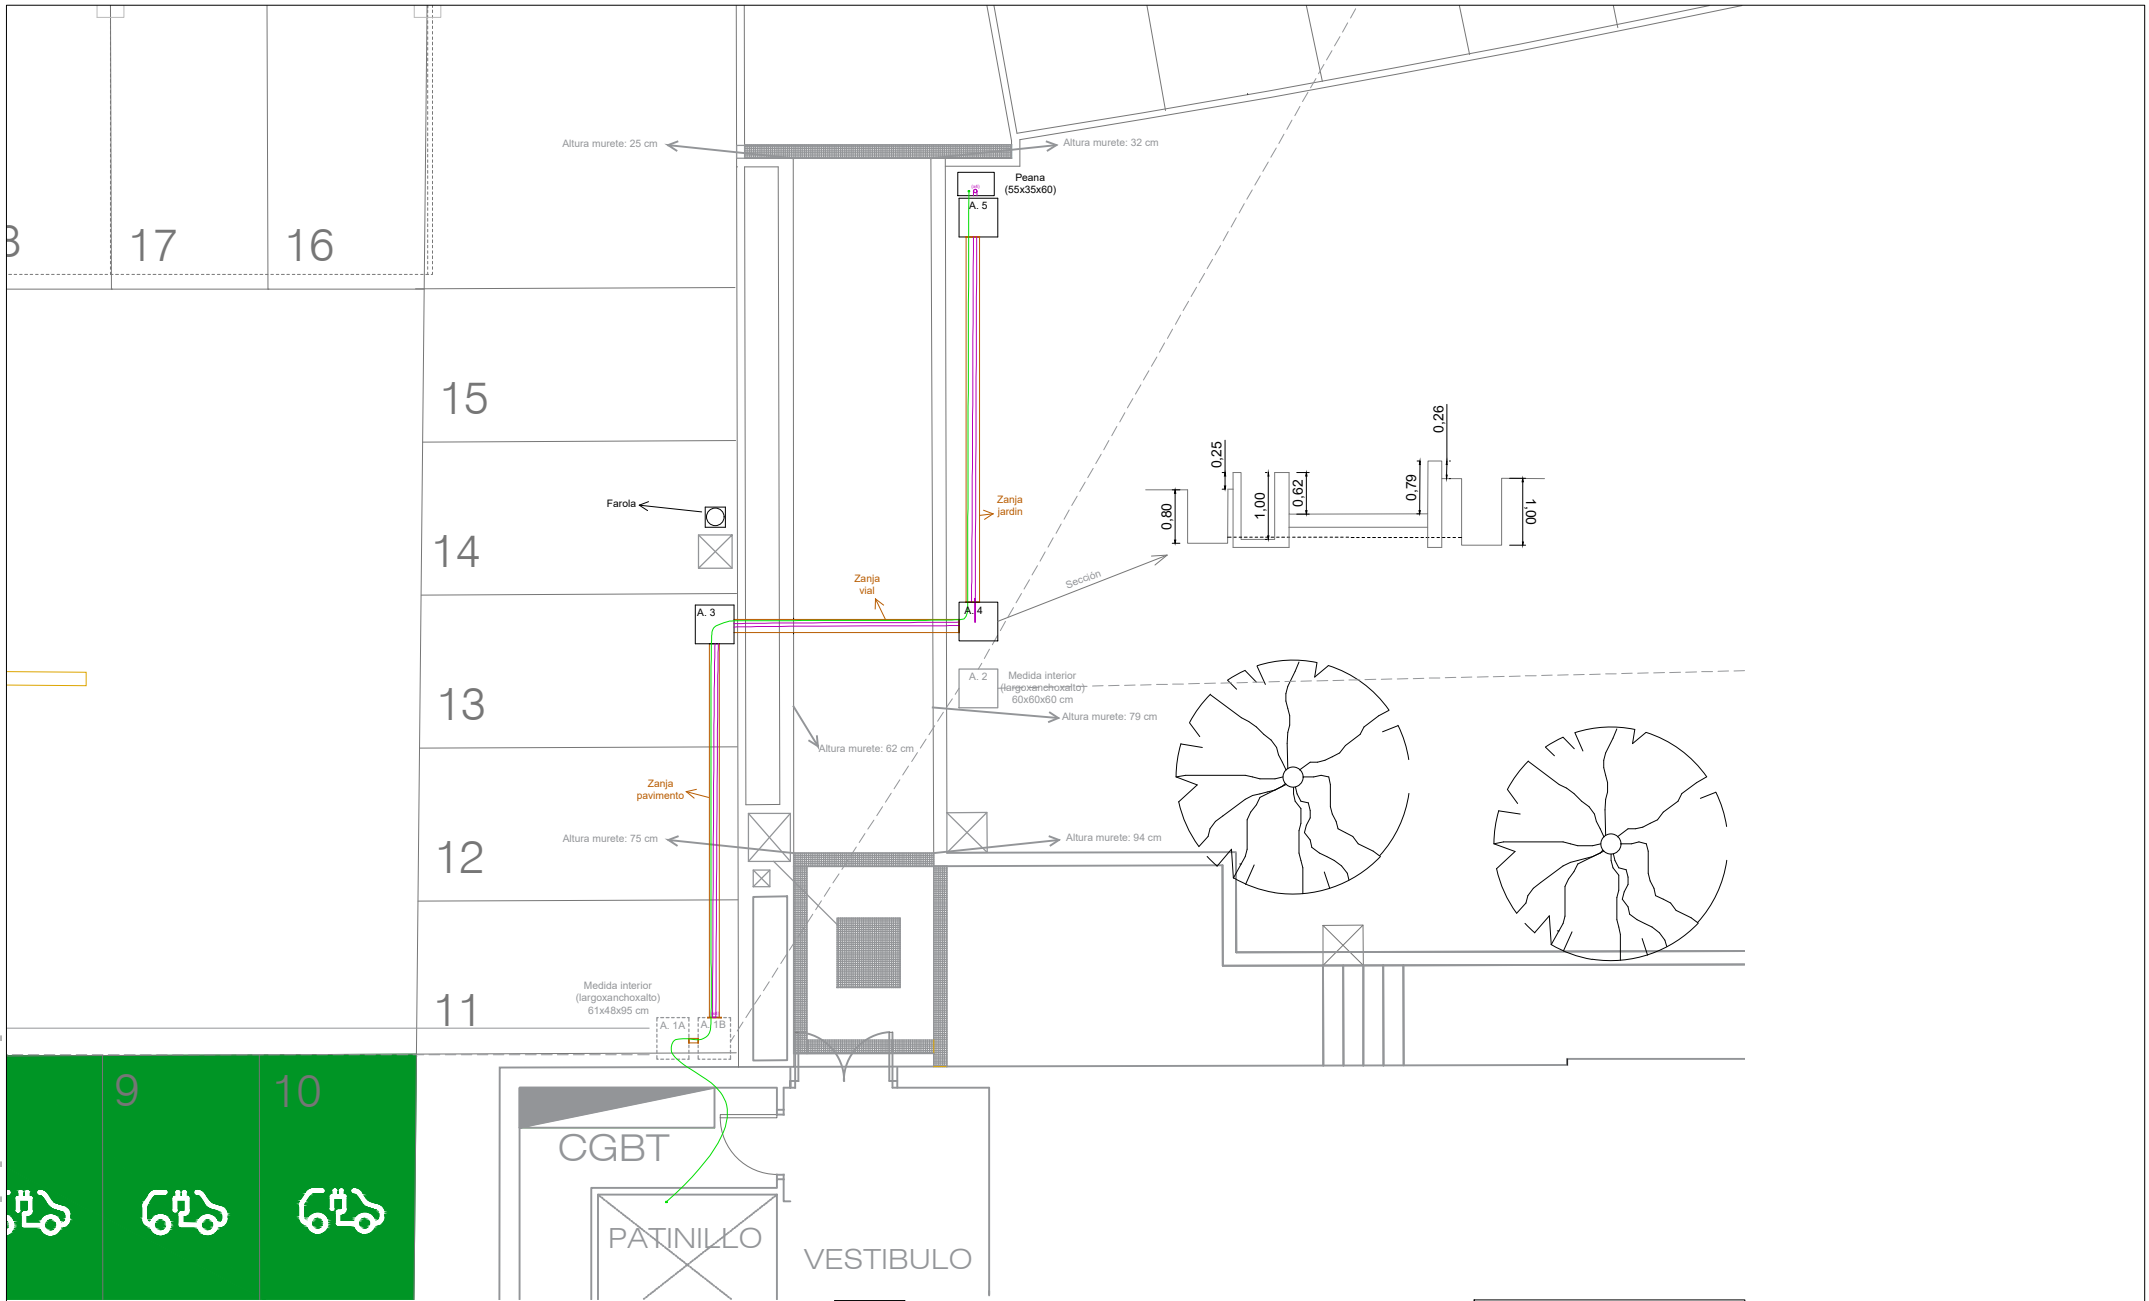 Altura murete: 25 cm
Altura murete: 32 cm
Peana
(55x35x60)
A. 5
17
16
15
0,26
0,25
0,79
0,62
1,00
0,80
1,00
Farola
Zanja
jardin
14
Zanja
vial
Sección
A. 3
A. 4
A. 2
Medida interior
(largoxanchoxalto)
60x60x60 cm
13
Altura murete: 79 cm
Altura murete: 62 cm
Zanja
pavimento
Altura murete: 75 cm
Altura murete: 94 cm
12
Medida interior
(largoxanchoxalto)
61x48x95 cm
11
A. 1A
A. 1B
9
10
CGBT
PATINILLO
VESTIBULO